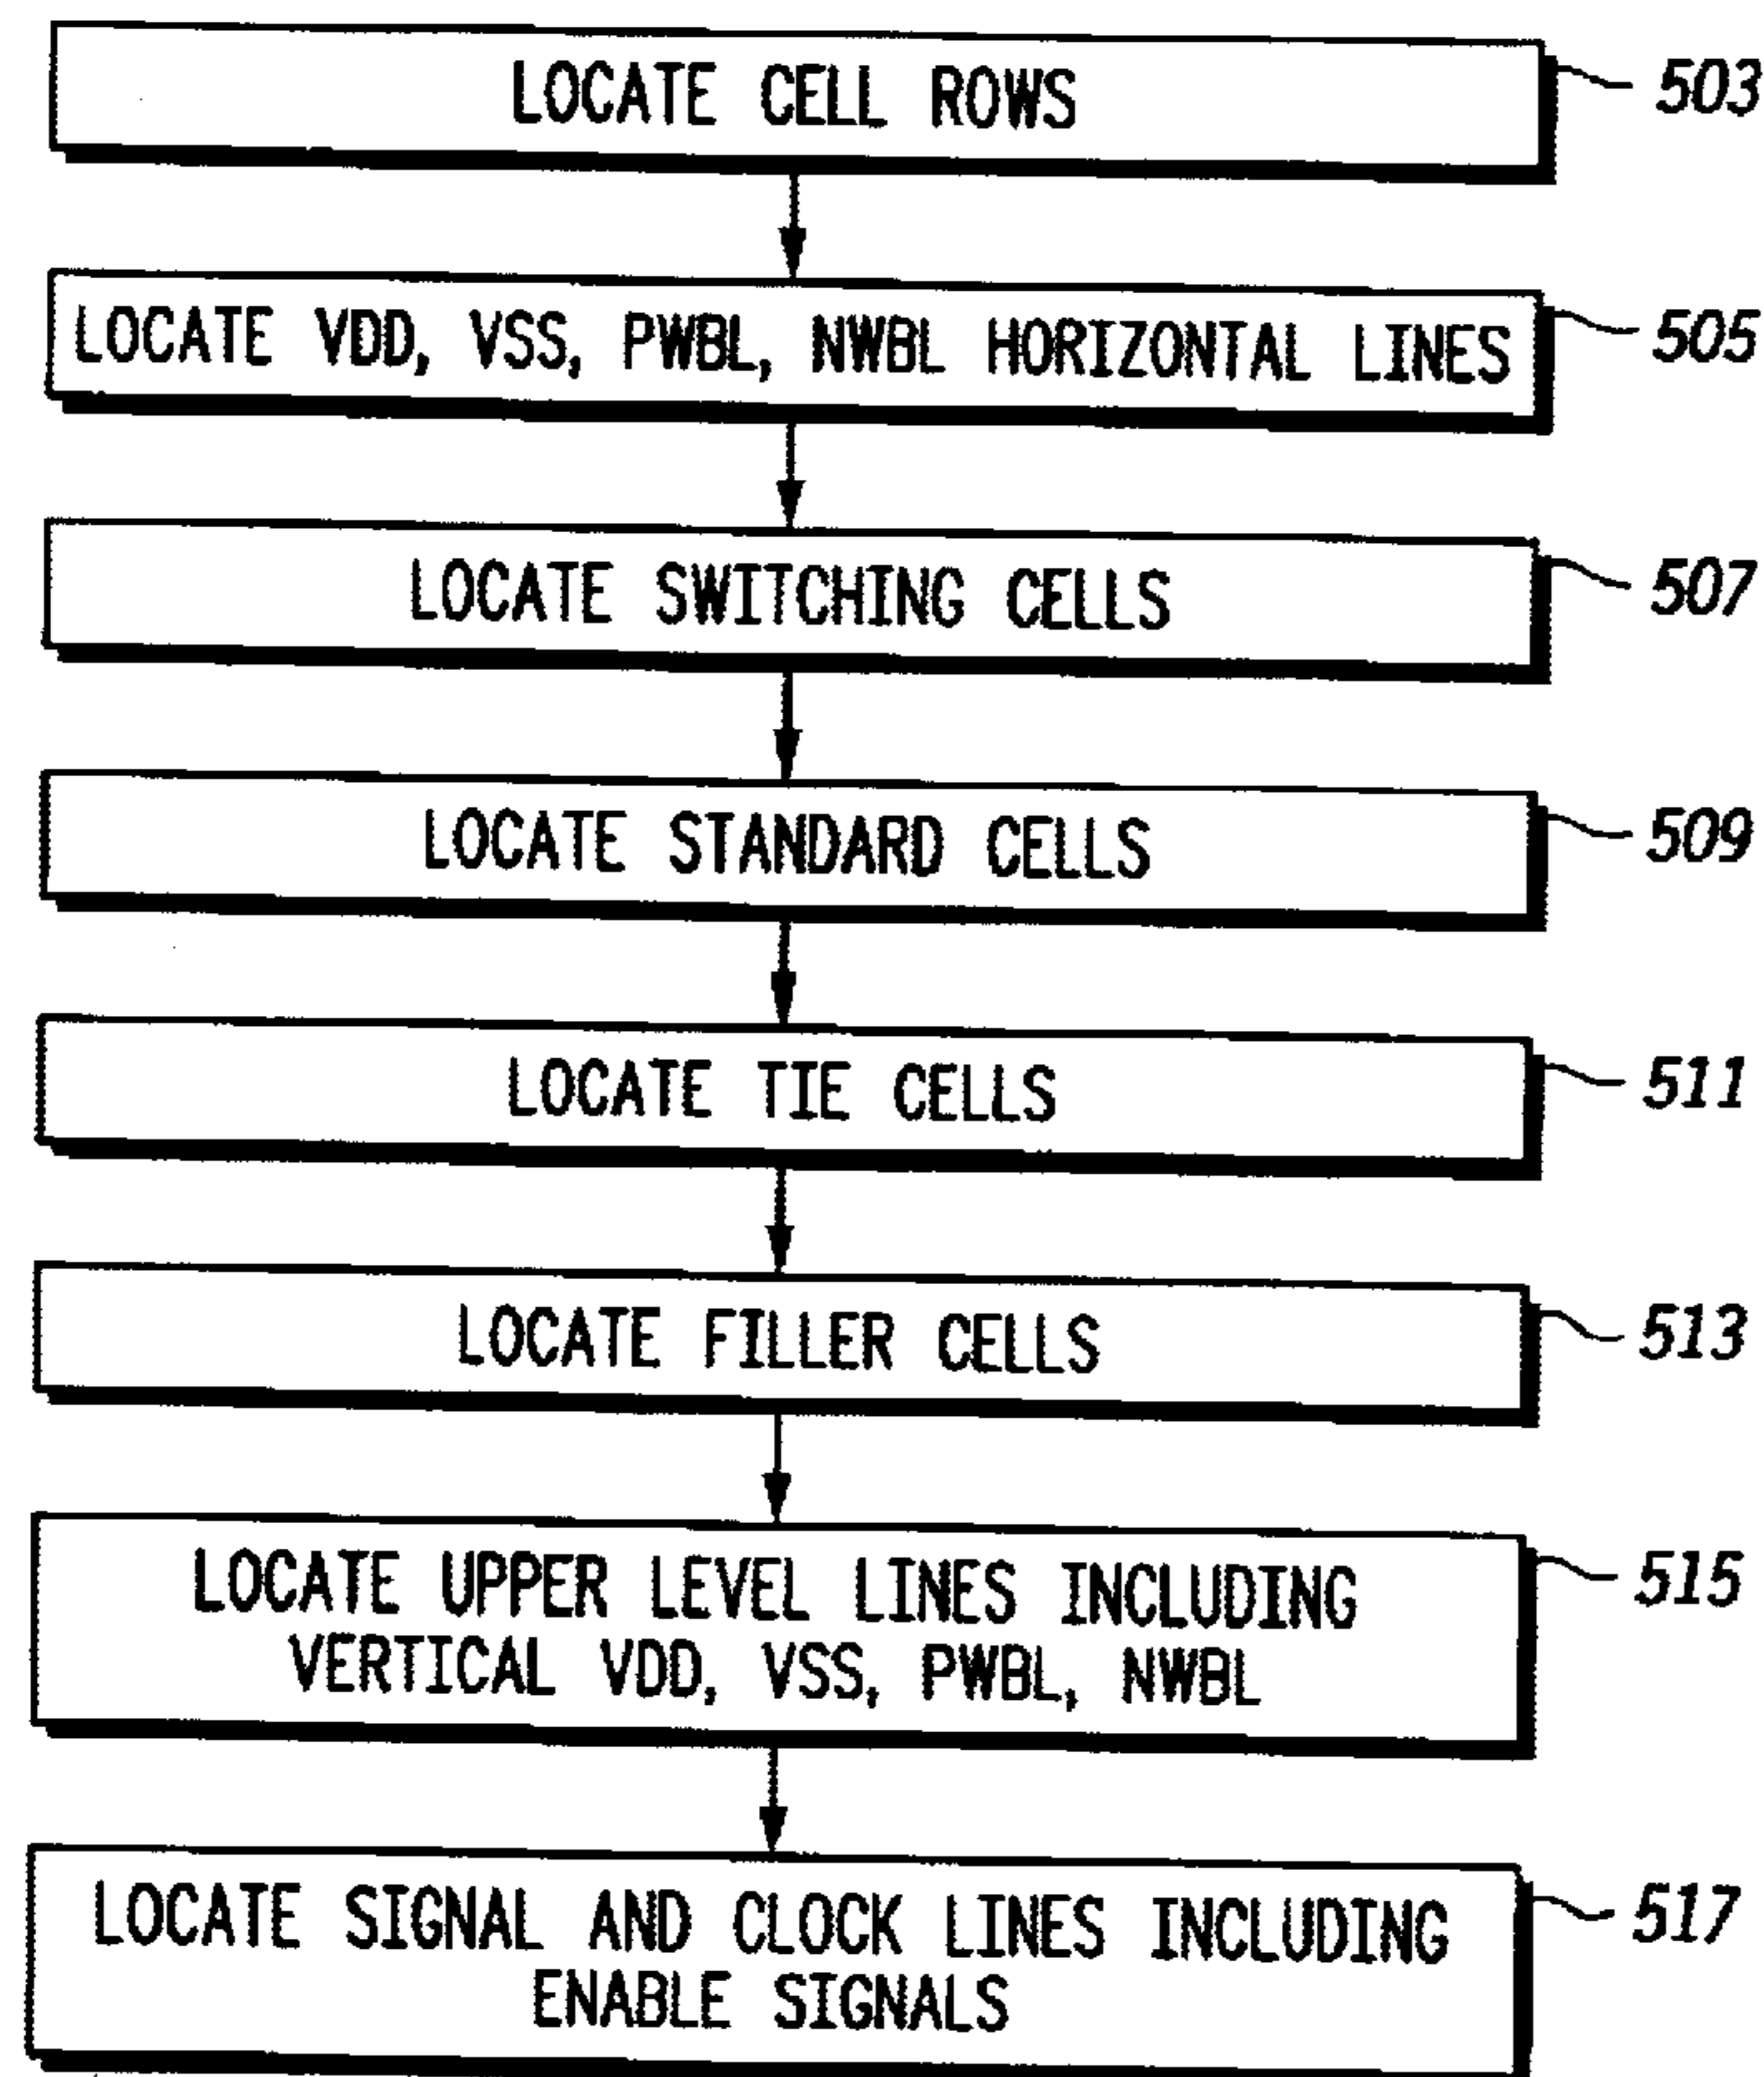 LOCATE CELL ROWS 503
LOCATE VDD, VSS, PWBL, NWBL HORIZONTAL LINES 505
LOCATE SWITCHING CELLS 507
LOCATE STANDARD CELLS 509
LOCATE TIE CELLS 511
LOCATE FILLER CELLS 513
LOCATE UPPER LEVEL LINES INCLUDING 515
VERTICAL VDD, VSS, PWBL, NWBL
LOCATE SIGNAL AND CLOCK LINES INCLUDING 517
ENABLE SIGNALS